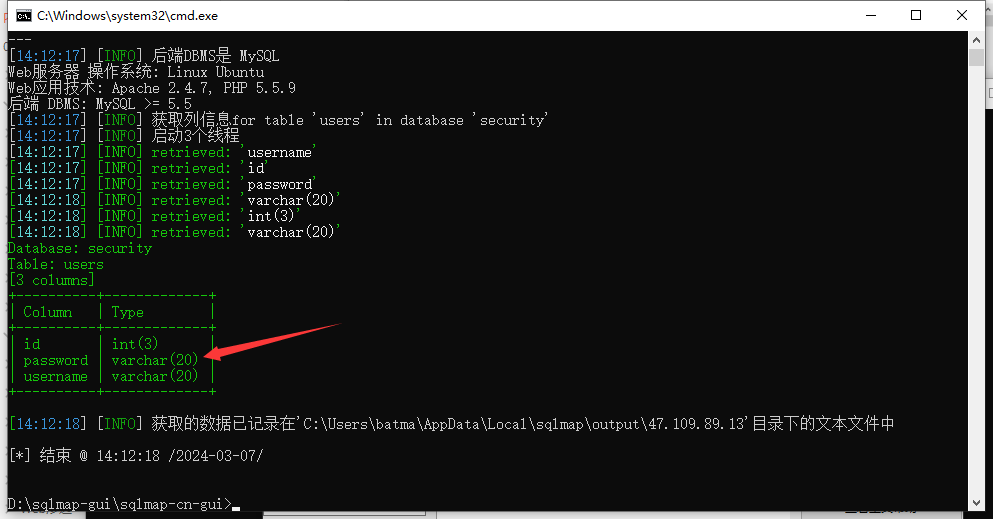 C:\Windows\system32\cmd.exe
---
[14:12:17] [INFO] 后端DBMS是 MySQL
Web服务器 操作系统: Linux Ubuntu
Web应用技术: Apache 2.4.7, PHP 5.5.9
后端 DBMS: MySQL >= 5.5
[14:12:17] [INFO] 获取列信息for table 'users' in database 'security'
[14:12:17] [INFO] 启动3个线程
[14:12:17] [INFO] retrieved: 'username'
[14:12:17] [INFO] retrieved: 'id'
[14:12:17] [INFO] retrieved: 'password'
[14:12:18] [INFO] retrieved: 'varchar(20)'
[14:12:18] [INFO] retrieved: 'int(3)'
[14:12:18] [INFO] retrieved: 'varchar(20)'
Database: security
Table: users
[3 columns]
+----------+-------------+
| Column   | Type        |
+----------+-------------+
| id       | int(3)      |
| password | varchar(20) |
| username | varchar(20) |
+----------+-------------+
[14:12:18] [INFO] 获取的数据已记录在'C:\Users\batma\AppData\Local\sqlmap\output\47.109.89.13'目录下的文本文件中
[*] 结束 @ 14:12:18 /2024-03-07/
D:\sqlmap-gui\sqlmap-cn-gui>